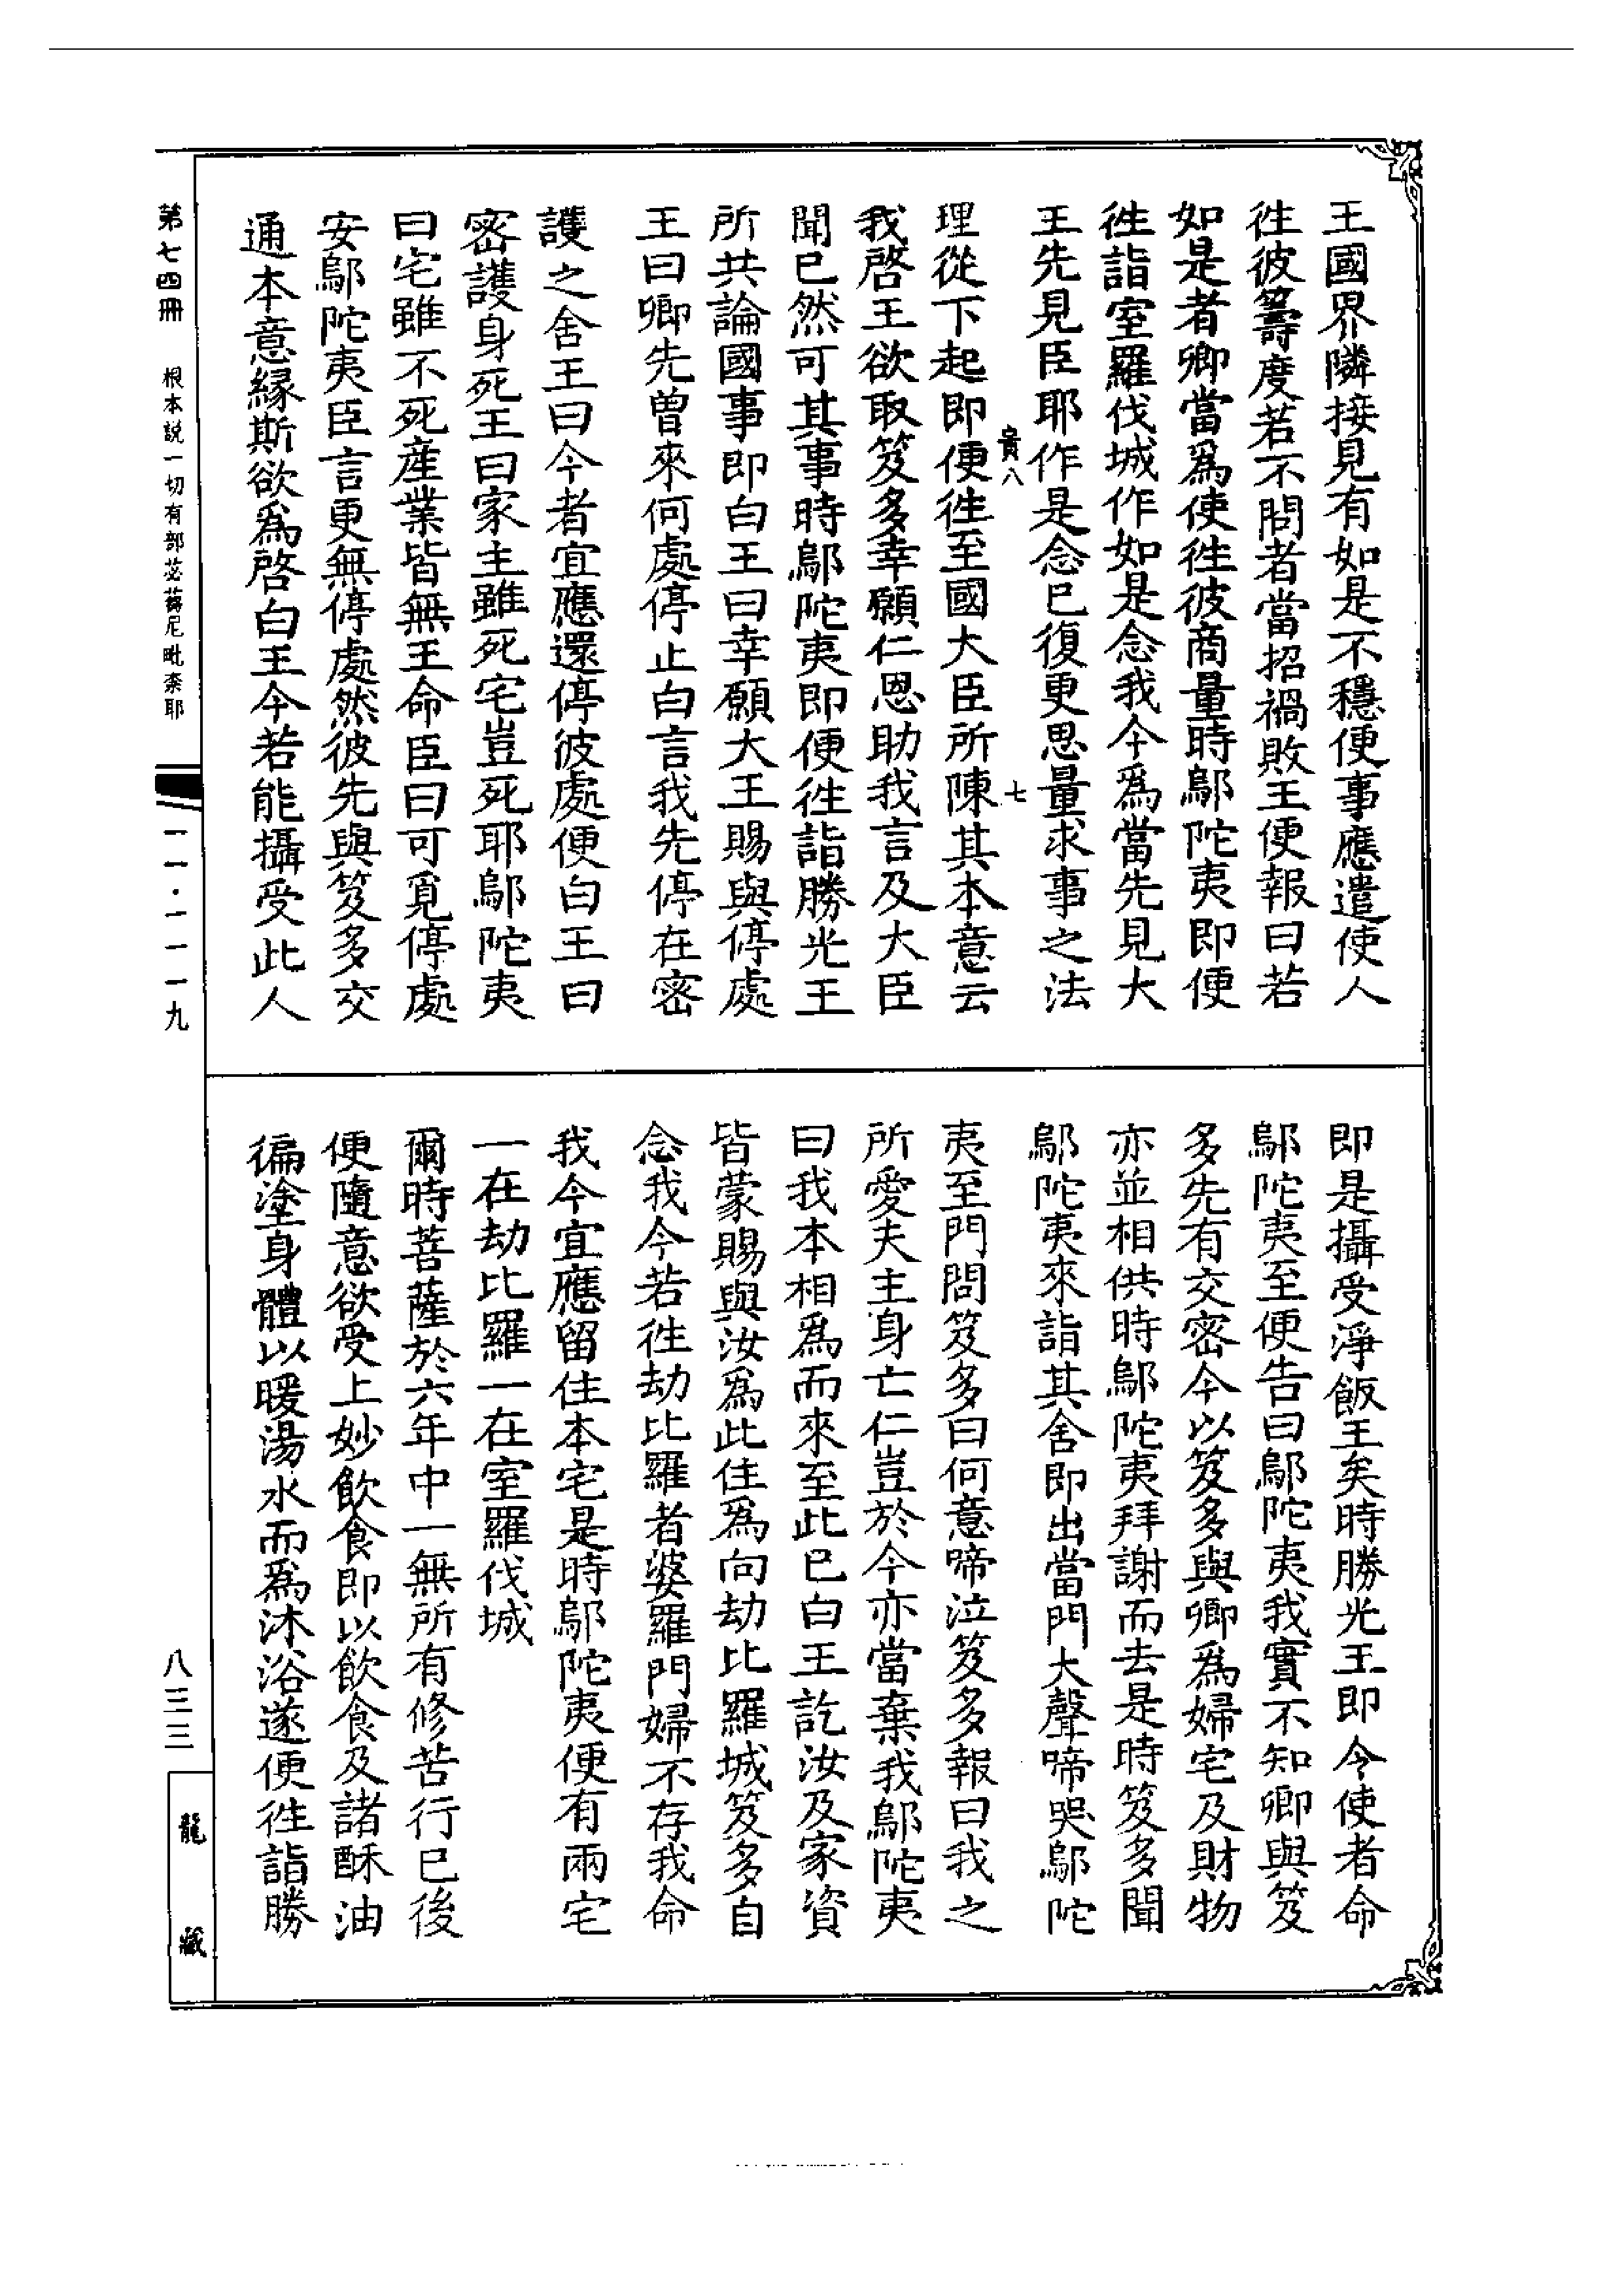 王國界隣接見有如是不穩便事應遣使人
徃彼籌度若不問者當招禍敗王便報曰若
如是者卿當爲使徃彼商量時鄔陀夷即便
徃詣室羅伐城作如是念我今爲當先見大
王先見臣耶作是念已復更思量求事之法
七
理從下起即便徃至國大臣所陳其本意云
我啓王欲取笈多幸願仁恩助我言及大臣
聞已然可其事時鄔陀夷即便徃詣勝光王
所共論國事即白王曰幸願大王賜與停處
王曰卿先曾來何處停止白言我先停在密
護之舍王曰今者宜應還停彼處便白王曰
密護身死王曰家主雖死宅豈死耶鄔陀夷
曰宅雖不死産業皆無王命臣曰可覓停處
安鄔陀夷臣言更無停處然彼先與笈多交
通本意緣斯欲爲啓白王今若能攝受此人
即是攝受淨飯王矣時勝光王即令使者命
鄔陀夷至便告曰鄔陀夷我實不知卿與笈
多先有交密今以笈多與卿爲婦宅及財物
亦並相供時鄔陀夷拜謝而去是時笈多聞
鄔陀夷來詣其舍即出當門大聲啼哭鄔陀
夷至門問笈多曰何意啼泣笈多報曰我之
所愛夫主身亡仁豈於今亦當棄我鄔陀夷
曰我本相爲而來至此已白王訖汝及家資
皆蒙賜與汝爲此住爲向劫比羅城笈多自
念我今若徃劫比羅者婆羅門婦不存我命
我今宜應留住本宅是時鄔陀夷便有兩宅
一在劫比羅一在室羅伐城
爾時菩薩於六年中一無所有修苦行已後
便隨意欲受上妙飲食即以飲食及諸酥油
徧塗身體以暖湯水而爲沐浴遂便徃詣勝
第七四冊 根本説一切有部苾蒭尼毗柰耶
一一·一一一九
八三三
龍藏